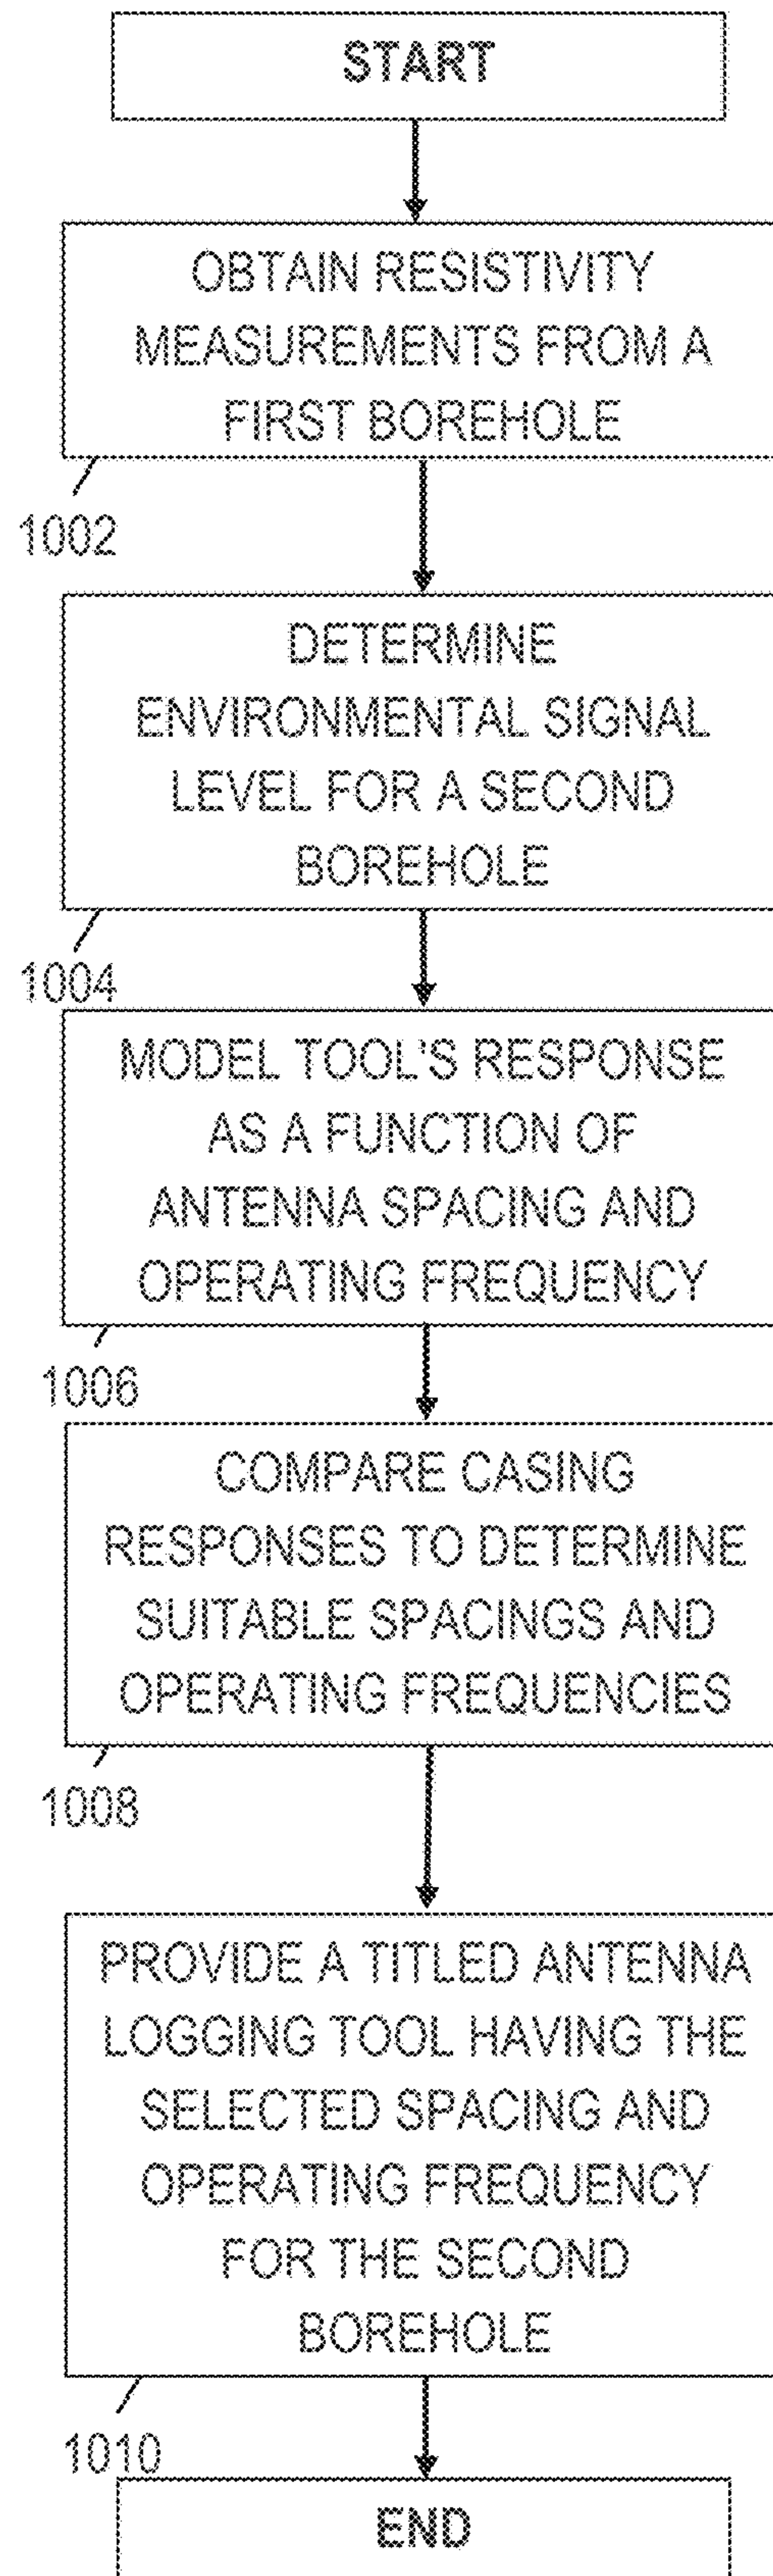 START
OBTAIN RESISTIVITY
MEASUREMENTS FROM A
FIRST BOREHOLE
1002
DETERMINE
ENVIRONMENTAL SIGNAL
LEVEL FOR A SECOND
BOREHOLE
1004
MODEL TOOL'S RESPONSE
AS A FUNCTION OF
ANTENNA SPACING AND
OPERATING FREQUENCY
1006
COMPARE CASING
RESPONSES TO DETERMINE
SUITABLE SPACINGS AND
OPERATING FREQUENCIES
1008
PROVIDE A TITLED ANTENNA
LOGGING TOOL HAVING THE
SELECTED SPACING AND
OPERATING FREQUENCY
FOR THE SECOND
BOREHOLE
1010
END